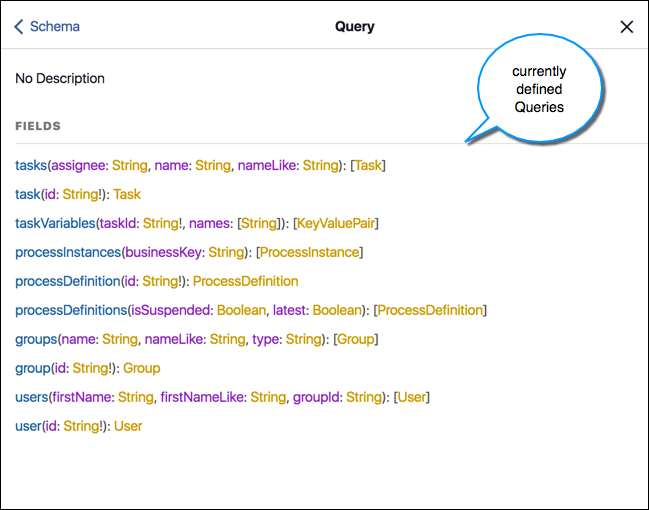 Schema
Query
currently
defined
Queries
No Description
FIELDS
tasks(assignee: String, name: String, nameLike: String): [Task]
task(id: String!): Task
taskVariables(taskId: String!, names: [String]): [KeyValuePair]
processInstances(businessKey: String): [ProcessInstance]
processDefinition(id: String!): ProcessDefinition
processDefinitions(isSuspended: Boolean, latest: Boolean): [ProcessDefinition]
groups(name: String, nameLike: String, type: String): [Group]
group(id: String!): Group
users(firstName: String, firstNameLike: String, groupId: String): [User]
user(id: String!): User